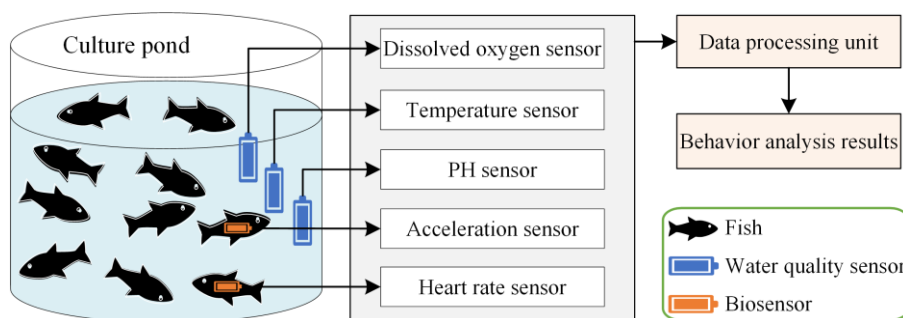 Culture pond
Dissolved oxygen sensor
Temperature sensor
PH sensor
Acceleration sensor
Heart rate sensor
Data processing unit
Behavior analysis results
Fish
Water quality sensor
Biosensor